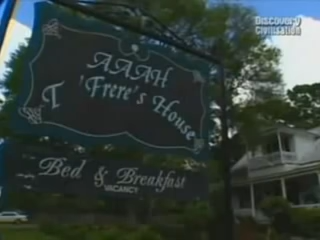 Discovery
CIVILISATION
AAAH
T 'Frere's House
Bed & Breakfast
VACANCY